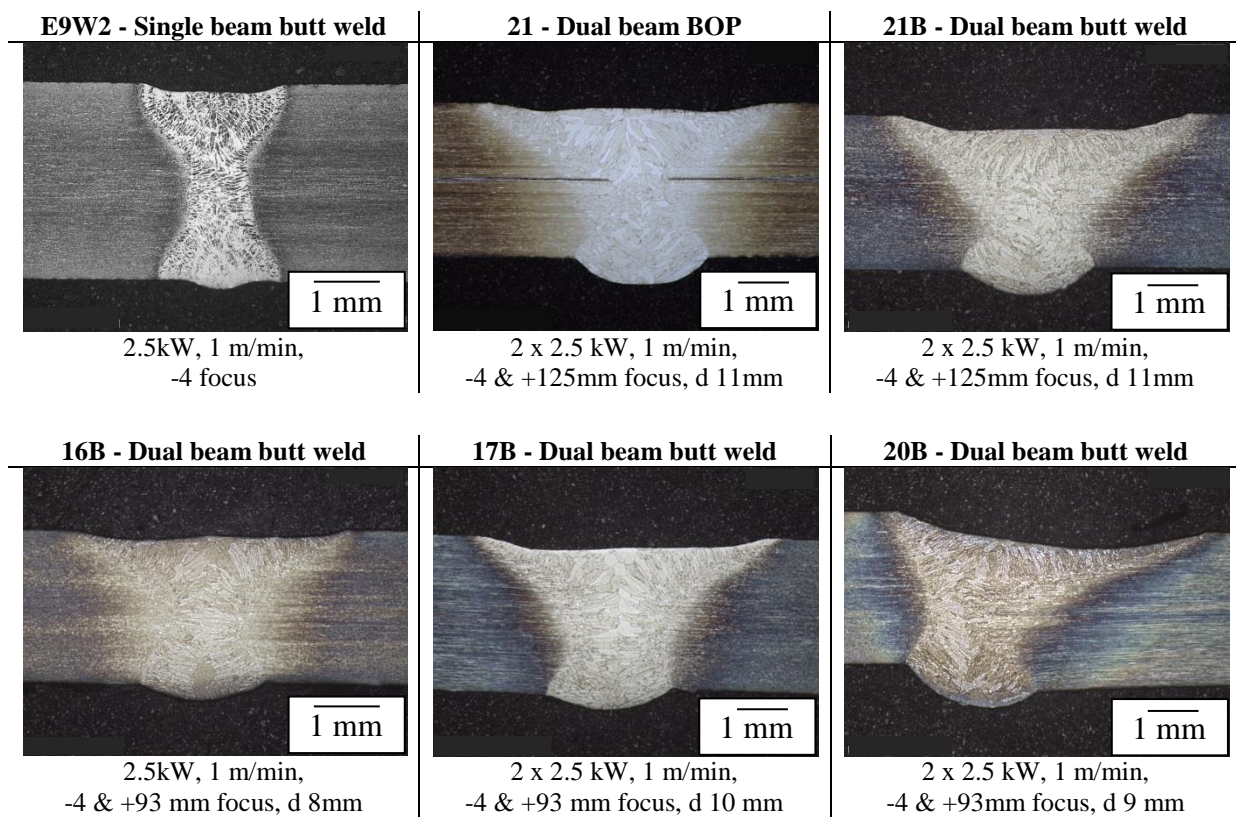 E9W2 - Single beam butt weld
21 - Dual beam BOP
21B - Dual beam butt weld
1 mm
1 mm
1 mm
2.5kW, 1 m/min,
-4 focus
2 x 2.5 kW, 1 m/min,
-4 & +125mm focus, d 11mm
2 x 2.5 kW, 1 m/min,
-4 & +125mm focus, d 11mm
16B - Dual beam butt weld
17B - Dual beam butt weld
20B - Dual beam butt weld
1 mm
1 mm
1 mm
2.5kW, 1 m/min,
-4 & +93 mm focus, d 8mm
2 x 2.5 kW, 1 m/min,
-4 & +93 mm focus, d 10 mm
2 x 2.5 kW, 1 m/min,
-4 & +93mm focus, d 9 mm